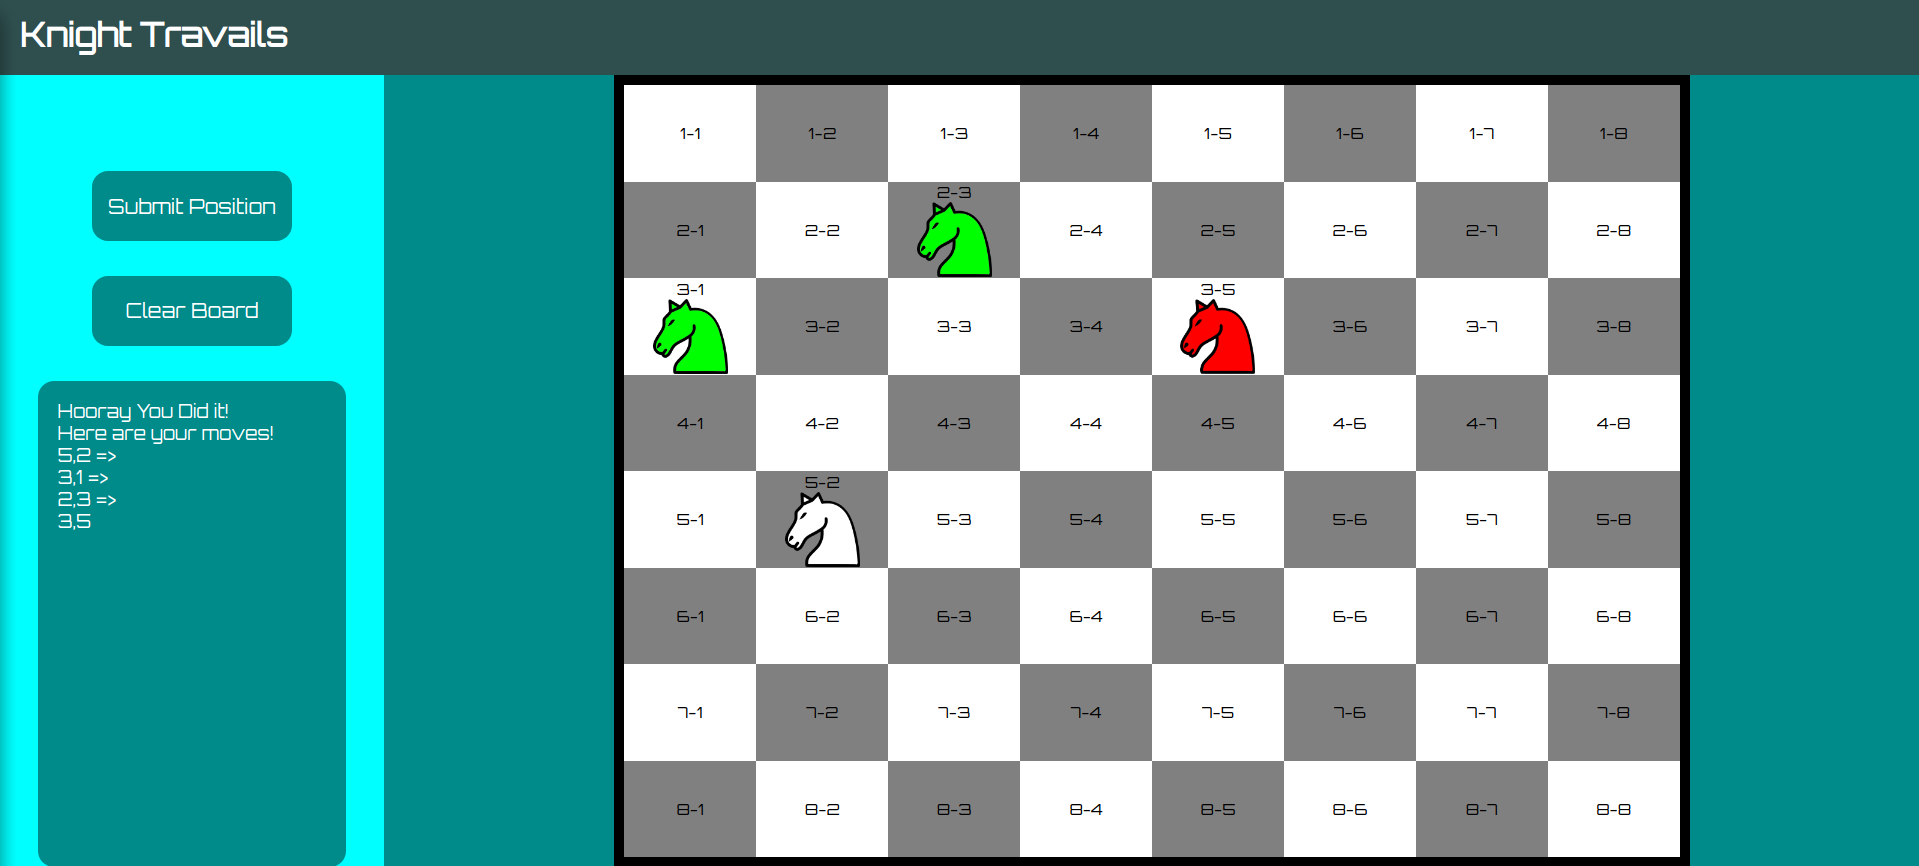 Knight Travails
Submit Position
Clear Board
Hooray You Did it!
Here are your moves!
5,2 =>
3,1 =>
2,3 =>
3,5
1-1 1-2 1-3 1-4 1-5 1-6 1-7 1-8
2-1 2-2 2-3 2-4 2-5 2-6 2-7 2-8
3-1 3-2 3-3 3-4 3-5 3-6 3-7 3-8
4-1 4-2 4-3 4-4 4-5 4-6 4-7 4-8
5-1 5-2 5-3 5-4 5-5 5-6 5-7 5-8
6-1 6-2 6-3 6-4 6-5 6-6 6-7 6-8
7-1 7-2 7-3 7-4 7-5 7-6 7-7 7-8
8-1 8-2 8-3 8-4 8-5 8-6 8-7 8-8